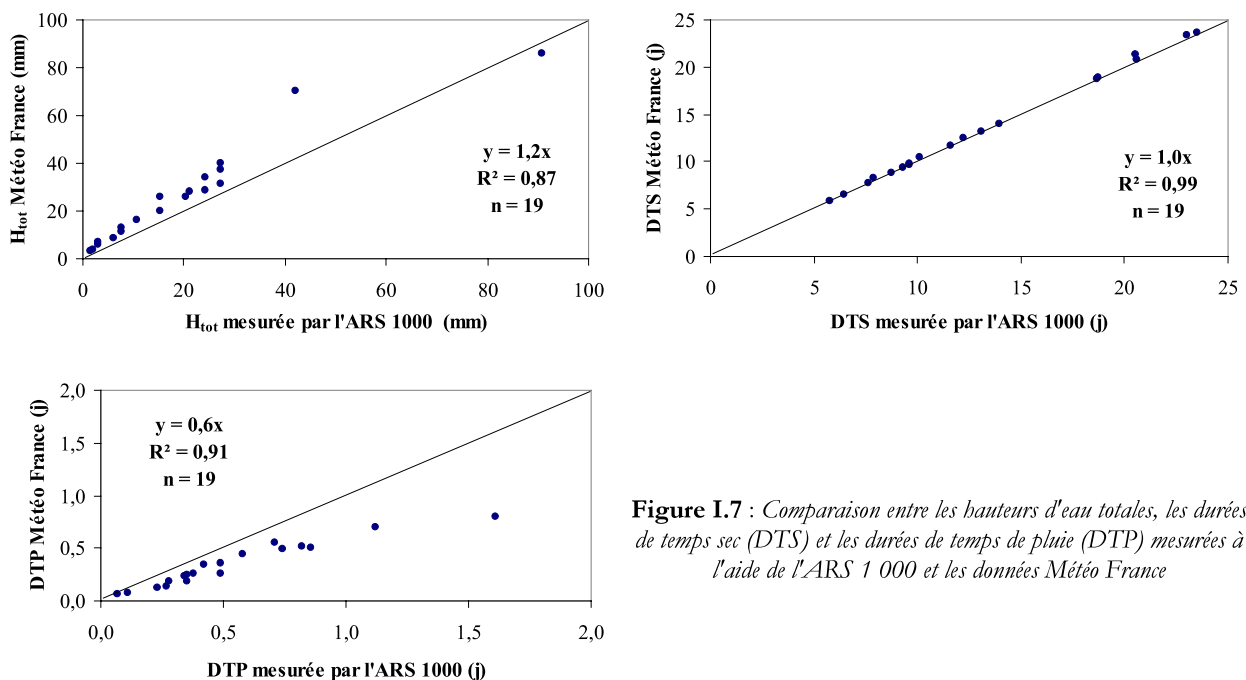 H_tot Météo France (mm)
100
80
60
40
20
0
y = 1,2x
R² = 0,87
n = 19
0 20 40 60 80 100
H_tot mesurée par l'ARS 1000 (mm)
DTS Météo France (j)
25
20
15
10
5
0
y = 1,0x
R² = 0,99
n = 19
0 5 10 15 20 25
DTS mesurée par l'ARS 1000 (j)
DTP Météo France (j)
2,0
1,5
1,0
0,5
0,0
y = 0,6x
R² = 0,91
n = 19
0,0 0,5 1,0 1,5 2,0
DTP mesurée par l'ARS 1000 (j)
Figure I.7 : Comparaison entre les hauteurs d'eau totales, les durées
de temps sec (DTS) et les durées de temps de pluie (DTP) mesurées à
l'aide de l'ARS 1 000 et les données Météo France